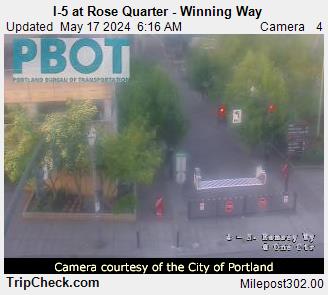 I-5 at Rose Quarter - Winning Way
Updated May 17 2024 6:16 AM Camera 4
PBOT
PORTLAND BUREAU OF TRANSPORTATION
Camera courtesy of the City of Portland
TripCheck.com Milepost302.00